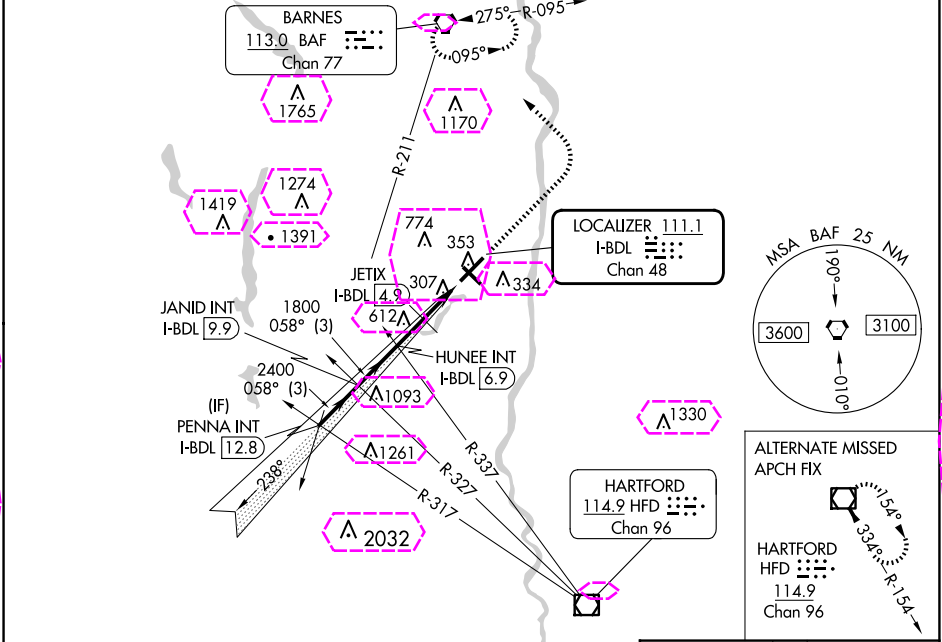 BARNES
113.0 BAF
Chan 77
275°
R-095
095°
1765
1170
R-211
1274
1419
1391
774
353
LOCALIZER 111.1
I-BDL
Chan 48
334
JETIX
I-BDL 4.9
307
612
JANID INT
I-BDL 9.9
1800
058° (3)
HUNEE INT
I-BDL 6.9
2400
058° (3)
1093
(IF)
PENNA INT
I-BDL 12.8
238°
1261
R-337
R-327
R-317
2032
1330
HARTFORD
114.9 HFD
Chan 96
MSA BAF 25 NM
190°
3600
3100
010°
ALTERNATE MISSED
APCH FIX
154°
334°
R-154
HARTFORD
HFD
114.9
Chan 96